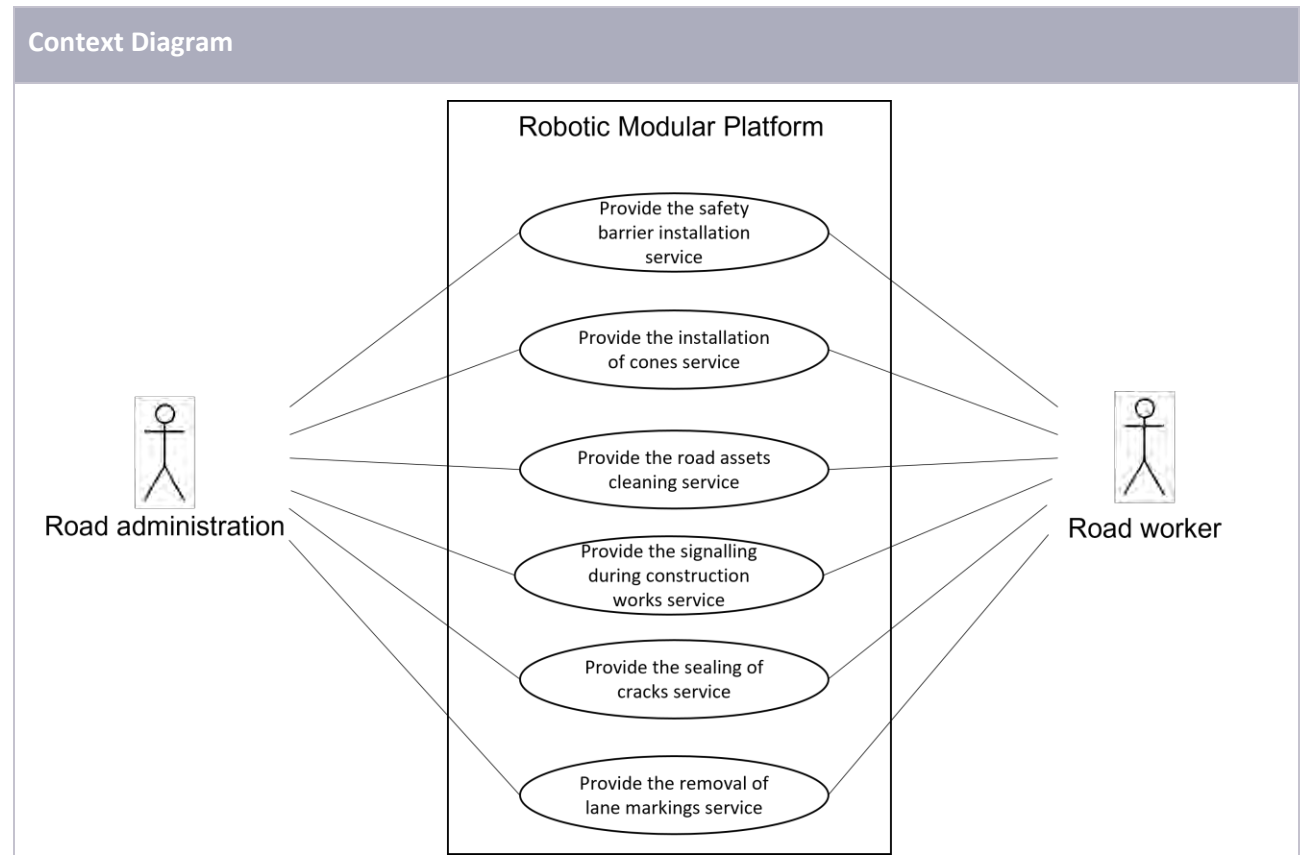 Context Diagram
Robotic Modular Platform
Provide the safety
barrier installation
service
Provide the installation
of cones service
Provide the road assets
cleaning service
Provide the signalling
during construction
works service
Provide the sealing of
cracks service
Provide the removal of
lane markings service
Road administration
Road worker